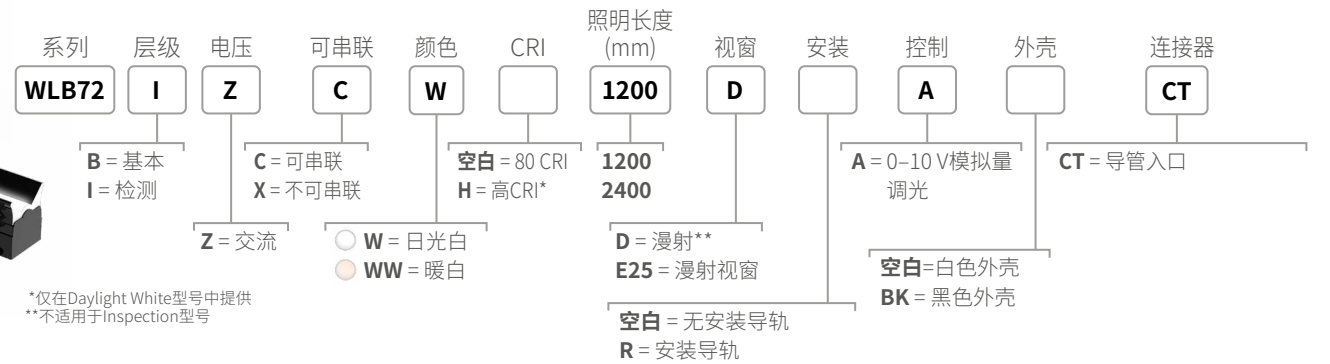 系列 层级 电压 可串联 颜色 CRI 照明长度
(mm) 视窗 安装 控制 外壳 连接器
WLB72 I Z C W 1200 D A CT
B = 基本
I = 检测
Z = 交流
C = 可串联
X = 不可串联
W = 日光白
WW = 暖白
空白 = 80 CRI
H = 高CRI*
1200
2400
D = 漫射**
E25 = 漫射视窗
空白 = 无安装导轨
R = 安装导轨
A = 0–10 V模拟量
调光
空白=白色外壳
BK = 黑色外壳
CT = 导管入口
*仅在Daylight White型号中提供
**不适用于Inspection型号